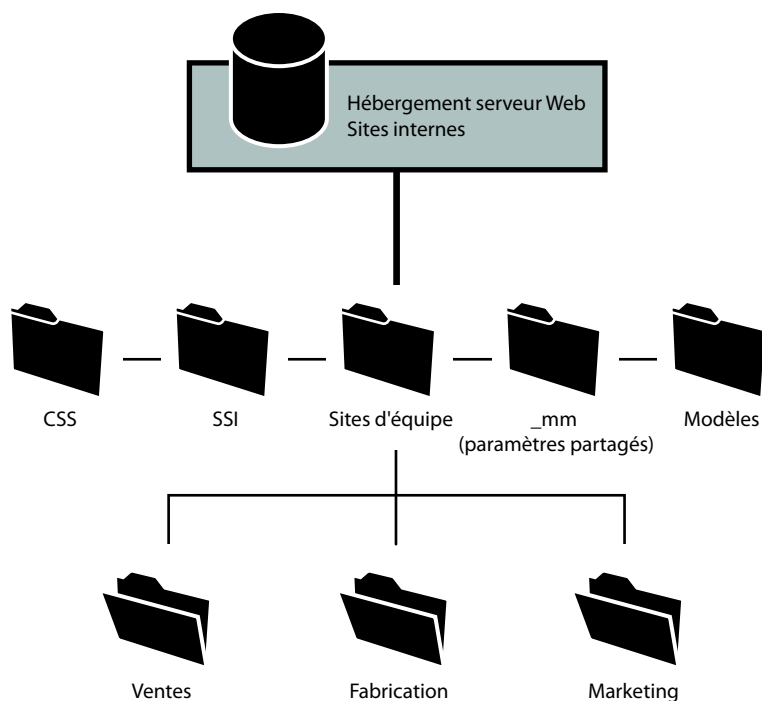 Hébergement serveur Web
Sites internes
CSS
SSI
Sites d'équipe
_mm
(paramètres partagés)
Modèles
Ventes
Fabrication
Marketing